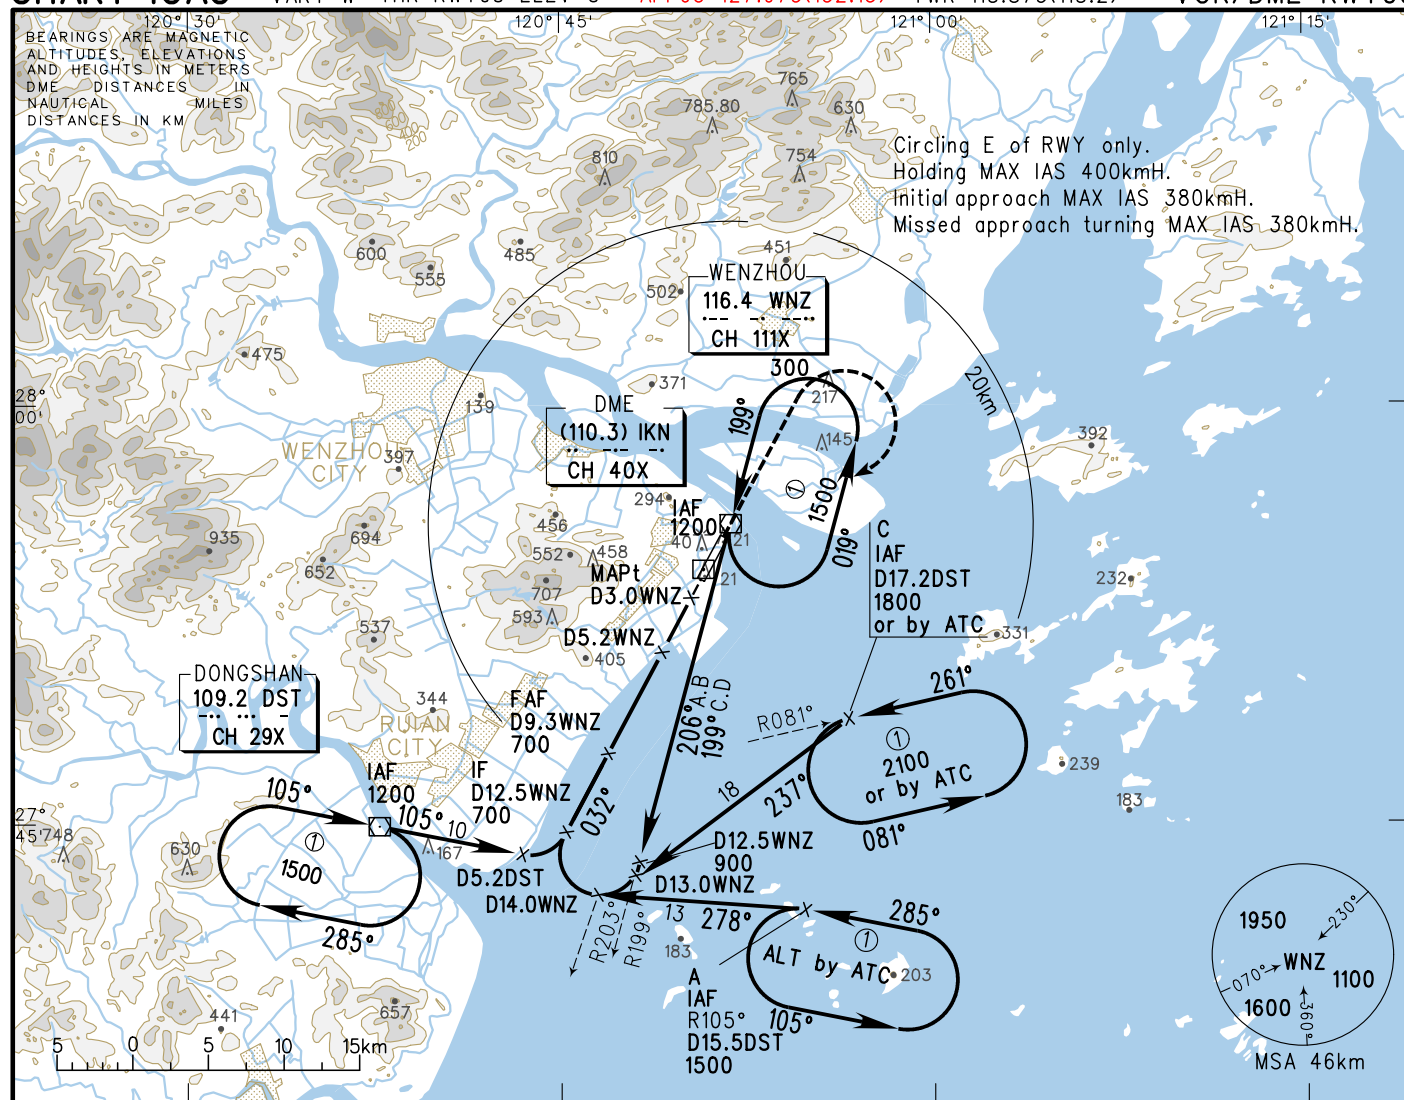 120° 30'
120° 45'
121° 00'
121° 15'
BEARINGS ARE MAGNETIC
ALTITUDES, ELEVATIONS
AND HEIGHTS IN METERS
DME DISTANCES IN
NAUTICAL MILES
DISTANCES IN KM
765
785.80
630
810
754
Circling E of RWY only.
Holding MAX IAS 400kmH.
Initial approach MAX IAS 380kmH.
Missed approach turning MAX IAS 380kmH.
600
485
555
451
502
WENZHOU
116.4 WNZ
CH 111X
300
475
371
217
20km
28°
00'
139
DME
(110.3) IKN
CH 40X
199°
145
392
WENZHOU
CITY
397
294
IAF
1200
1
1500
019°
456
694
935
652
552
458
40
21
21
C
IAF
D17.2DST
1800
or by ATC
MAPt
D3.0WNZ
707
593
232
537
D5.2WNZ
405
331
DONGSHAN
109.2 DST
CH 29X
344
RUIAN
CITY
FAF
D9.3WNZ
700
206° A.B
199° C.D
R081°
261°
1
2100
or by ATC
239
183
IAF
1200
IF
D12.5WNZ
700
105°
105°
10
032°
18
237°
081°
27°
45'
748
630
1
1500
167
D5.2DST
D14.0WNZ
D12.5WNZ
900
D13.0WNZ
13
278°
285°
285°
1
ALT by ATC
203
R203°
R199°
183
A
IAF
R105°
D15.5DST
1500
105°
657
441
5 0 5 10 15km
1950
230°
WNZ
070°
1100
1600
360°
MSA 46km